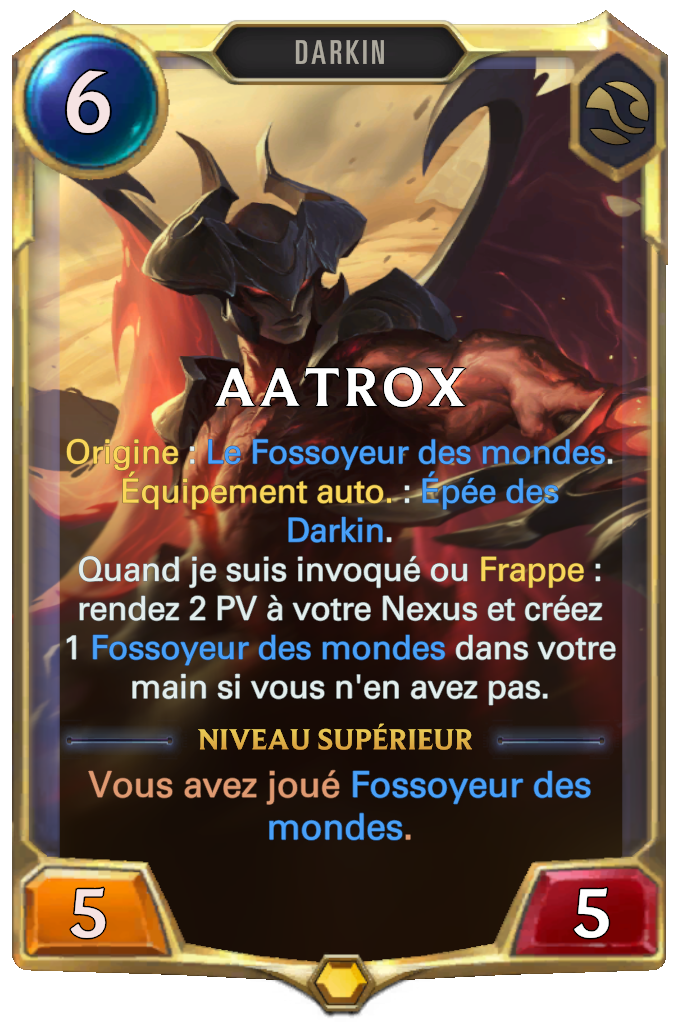 DARKIN
6
AATROX
Origine : Le Fossoyeur des mondes.
Équipement auto. : Épée des
Darkin.
Quand je suis invoqué ou Frappe :
rendez 2 PV à votre Nexus et créez
1 Fossoyeur des mondes dans votre
main si vous n'en avez pas.
NIVEAU SUPÉRIEUR
Vous avez joué Fossoyeur des
mondes.
5
5